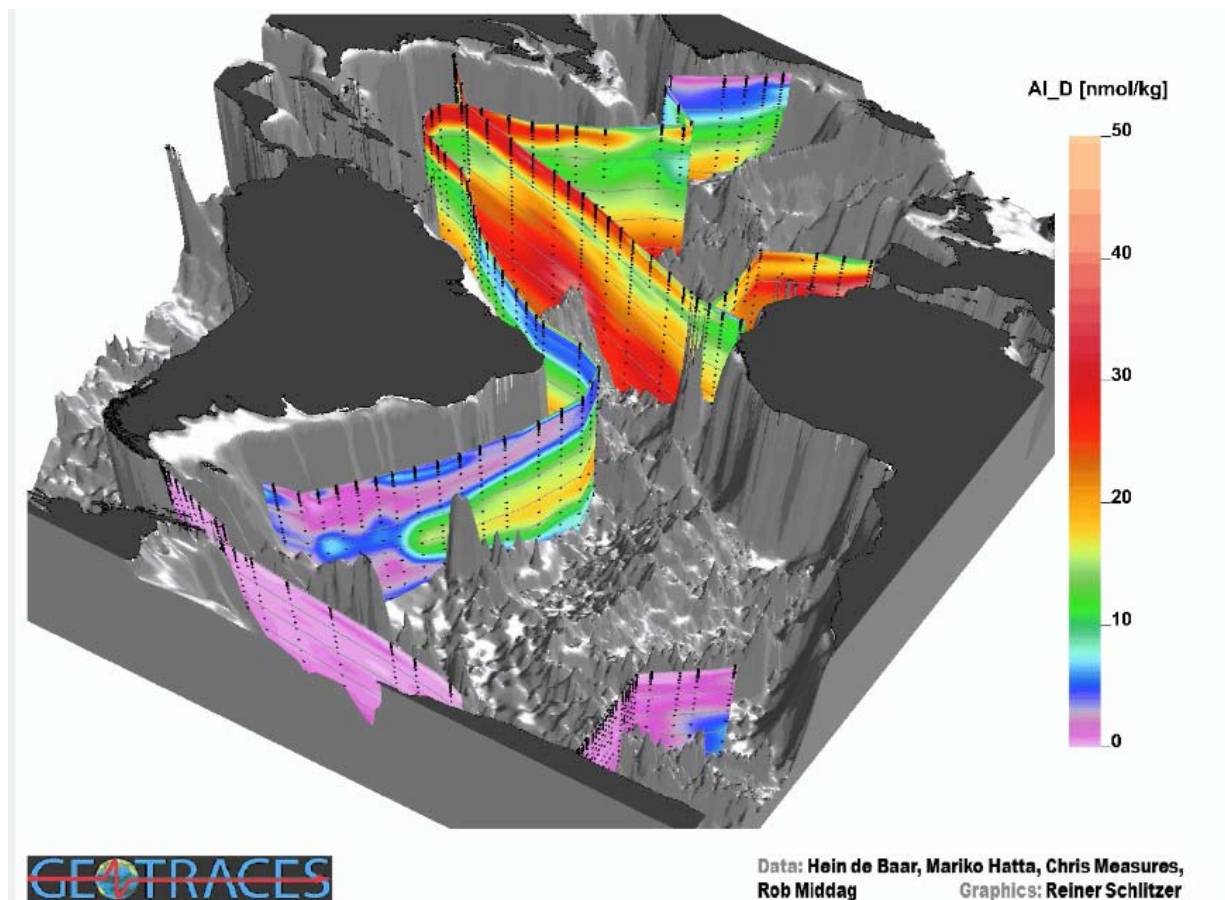 Al_D [nmol/kg]
50
40
30
20
10
0
GEOTRACES
Data: Hein de Baar, Mariko Hatta, Chris Measures,
Rob Middag Graphics: Reiner Schlitzer